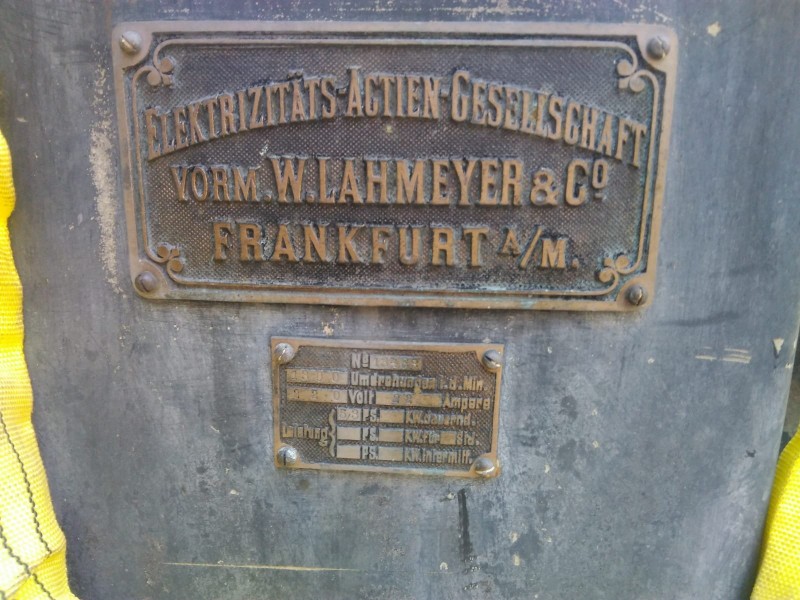 ELEKTRIZITÄTS-ACTIEN-GESELLSCHAFT
VORM. W. LAHMEYER & Cº
FRANKFURT A/M.
Nº
Umdrehungen i.d. Min.
Volt Ampere
PS. KW. dauernd.
Leistung PS. KW. für Std.
PS. KW. intermitt.